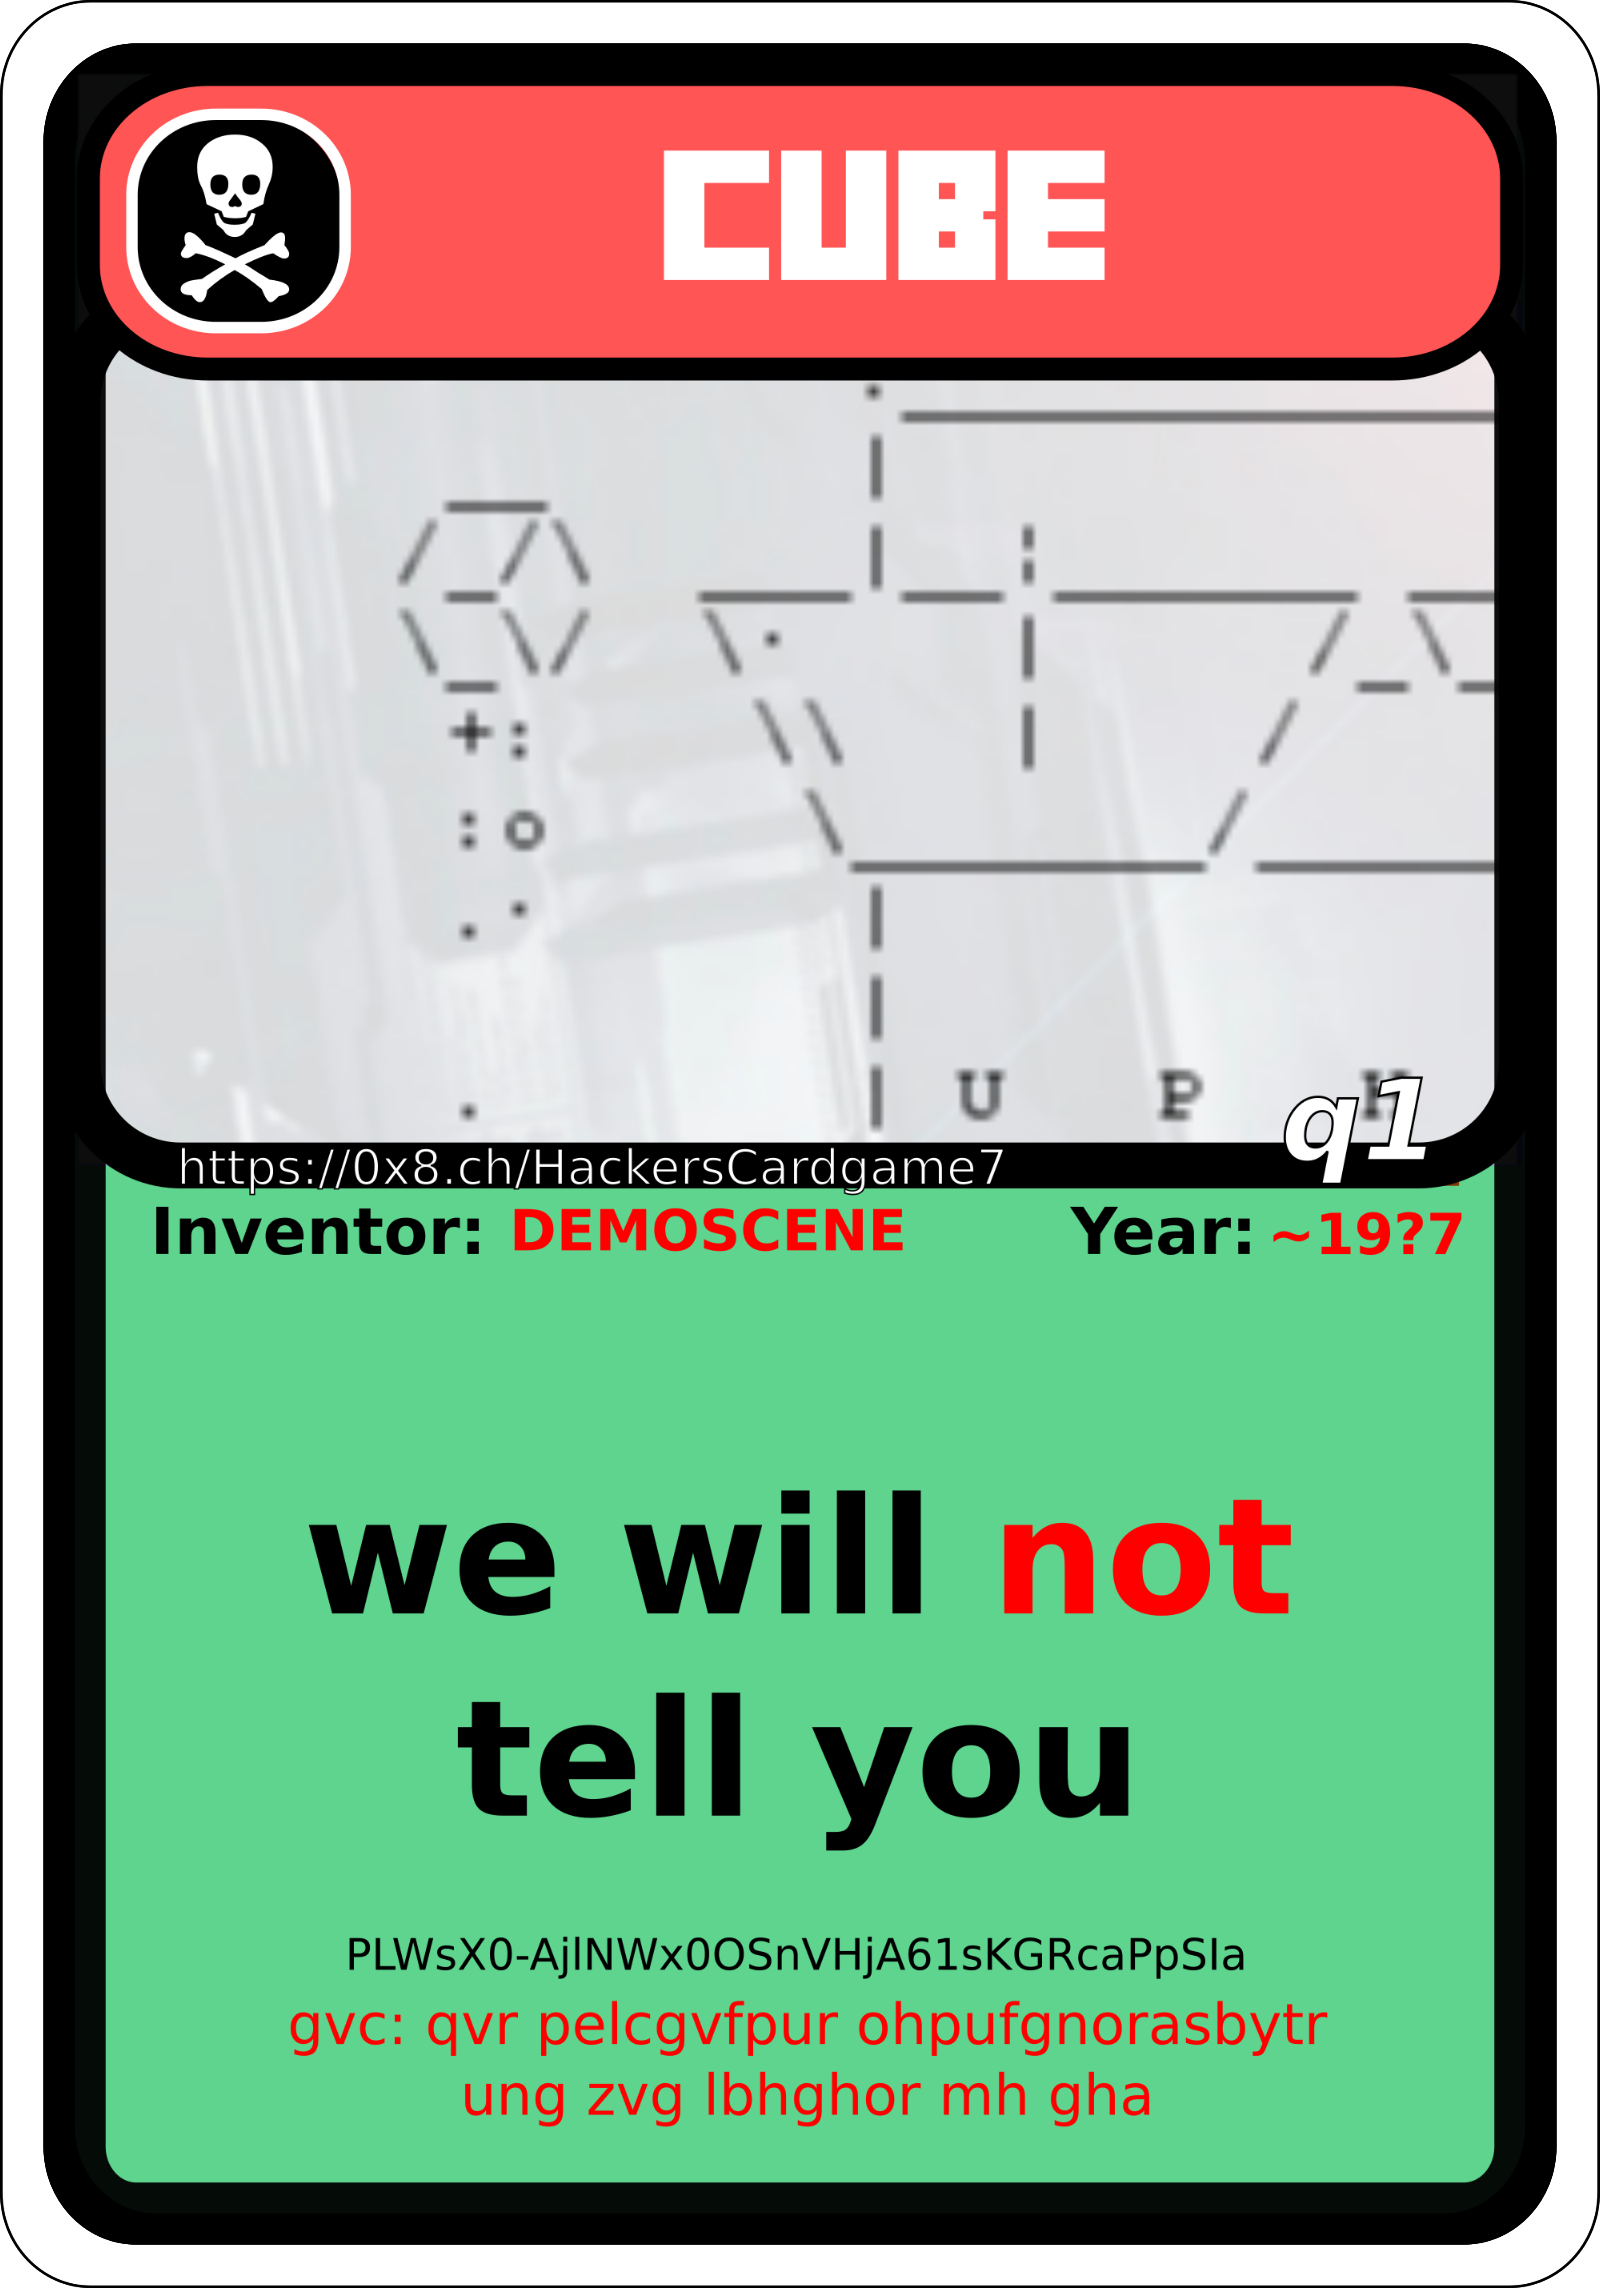 CUBE
U P
q1
https://0x8.ch/HackersCardgame7
Inventor: DEMOSCENE Year: ~19?7
we will not
tell you
PLWsX0-AjlNWx0OSnVHjA61sKGRcaPpSIa
gvc: qvr pelcgvfpur ohpufgnorasbytr
ung zvg lbhghor mh gha